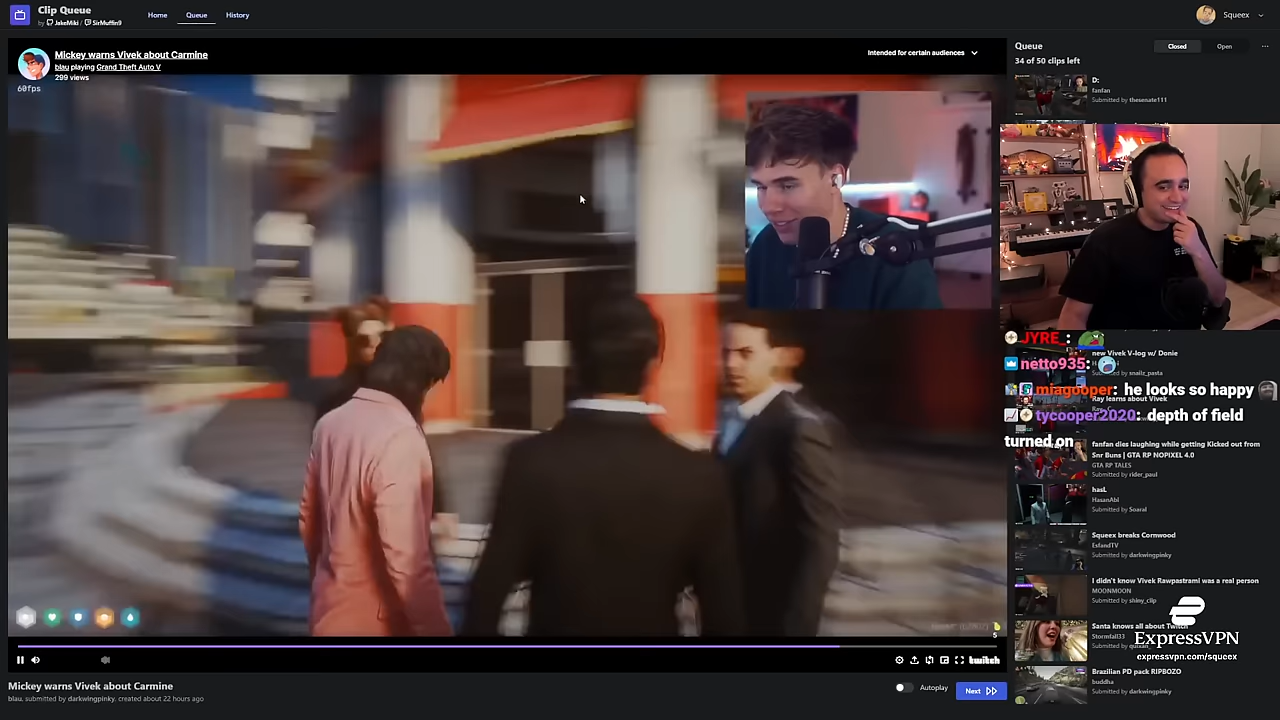 Clip Queue
by JakeMiki / SirMuffin9
Home
Queue
History
Squeex
Mickey warns Vivek about Carmine
blau playing Grand Theft Auto V
299 views
60fps
Intended for certain audiences
Queue
Closed
Open
34 of 50 clips left
D:
fanfan
Submitted by thesenate111
JYRE_:
netto935:
miagooper: he looks so happy
tycooper2020: depth of field
turned on
new Vivek V-log w/ Donie
Submitted by snailz_pasta
Ray learns about Vivek
fanfan dies laughing while getting Kicked out from
Snr Buns | GTA RP NOPIXEL 4.0
GTA RP TALES
Submitted by rider_paul
hasL
HasanAbi
Submitted by Soaral
Squeex breaks Cornwood
EsfandTV
Submitted by darkwingpinky
I didn't know Vivek Rawpastrami was a real person
MOONMOON
Submitted by shiny_clip
Santa knows all about Twitch
Stormfall33
ExpressVPN
expressvpn.com/squeex
Brazilian PD pack RIPBOZO
buddha
Submitted by darkwingpinky
5
twitch
Mickey warns Vivek about Carmine
blau, submitted by darkwingpinky, created about 22 hours ago
Autoplay
Next